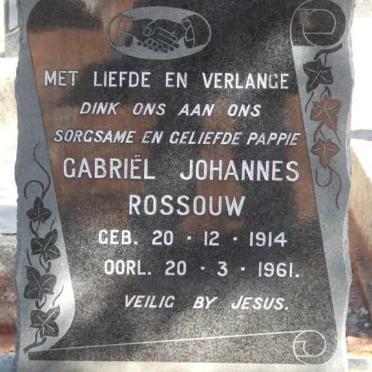 MET LIEFDE EN VERLANGE
DINK ONS AAN ONS
SORGSAME EN GELIEFDE PAPPIE
GABRIËL JOHANNES
ROSSOUW
GEB. 20 · 12 · 1914
OORL. 20 · 3 · 1961.
VEILIG BY JESUS.